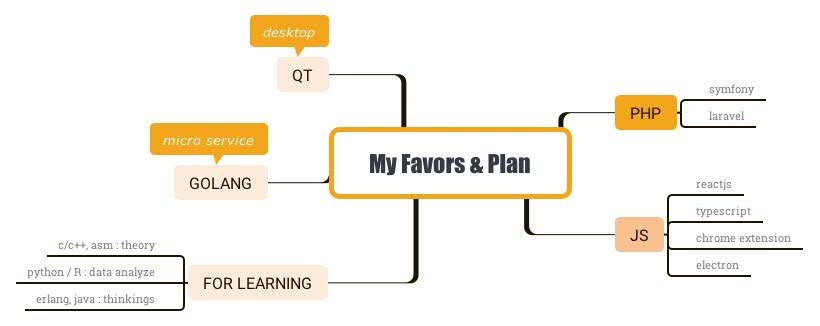 desktop
QT
micro service
GOLANG
My Favors & Plan
PHP
symfony
laravel
JS
reactjs
typescript
chrome extension
electron
FOR LEARNING
c/c++, asm : theory
python / R : data analyze
erlang, java : thinkings